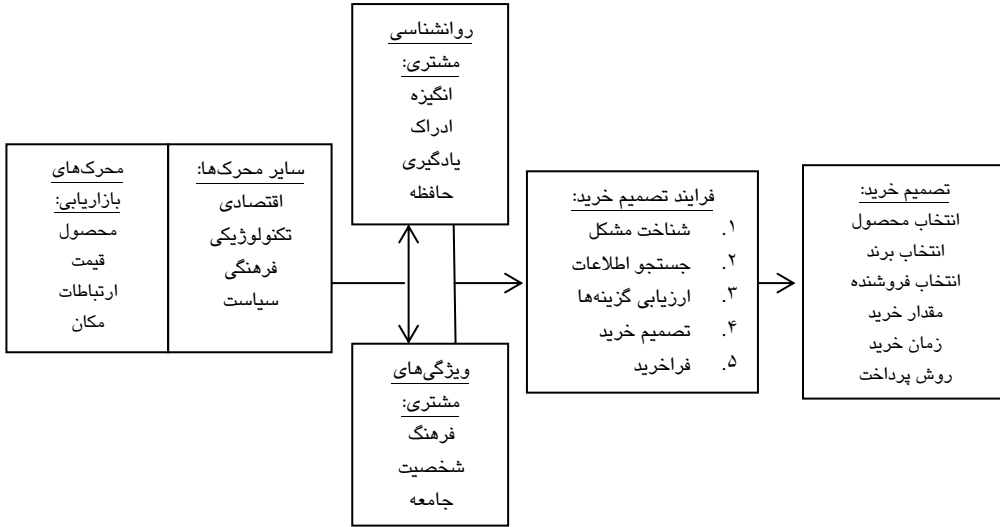 محرک‌های
بازاریابی:
محصول
قیمت
ارتباطات
مکان
سایر محرک‌ها:
اقتصادی
تکنولوژیکی
فرهنگی
سیاست
روانشناسی
مشتری:
انگیزه
ادراک
یادگیری
حافظه
ویژگی‌های
مشتری:
فرهنگ
شخصیت
جامعه
فرایند تصمیم خرید:
۱. شناخت مشکل
۲. جستجو اطلاعات
۳. ارزیابی گزینه‌ها
۴. تصمیم خرید
۵. فراخرید
تصمیم خرید:
انتخاب محصول
انتخاب برند
انتخاب فروشنده
مقدار خرید
زمان خرید
روش پرداخت